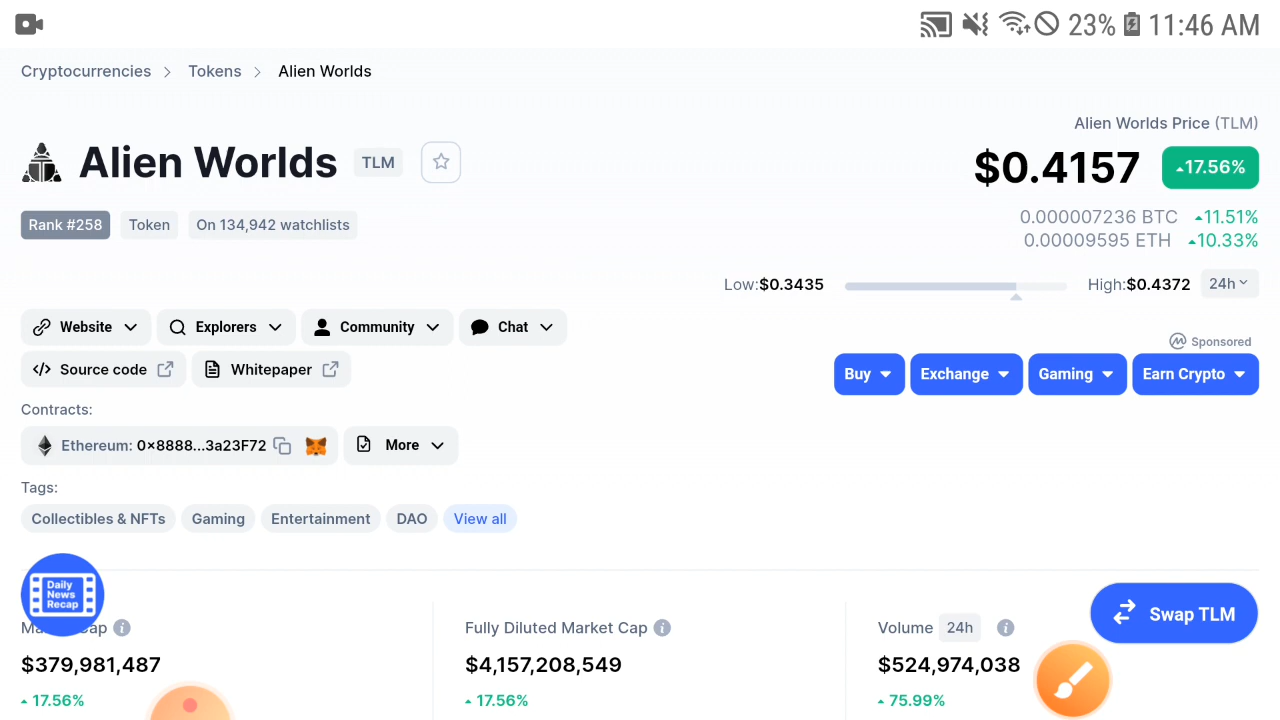 23% 11:46 AM
Cryptocurrencies > Tokens > Alien Worlds
Alien Worlds Price (TLM)
Alien Worlds TLM
$0.4157 17.56%
Rank #258 Token On 134,942 watchlists
0.000007236 BTC 11.51%
0.00009595 ETH 10.33%
Low:$0.3435 High:$0.4372 24h
Website Explorers Community Chat
Sponsored
Source code Whitepaper
Buy Exchange Gaming Earn Crypto
Contracts:
Ethereum: 0x8888...3a23F72 More
Tags:
Collectibles & NFTs Gaming Entertainment DAO View all
Daily
News
Recap
Swap TLM
Fully Diluted Market Cap Volume 24h
$379,981,487 $4,157,208,549 $524,974,038
17.56% 17.56% 75.99%